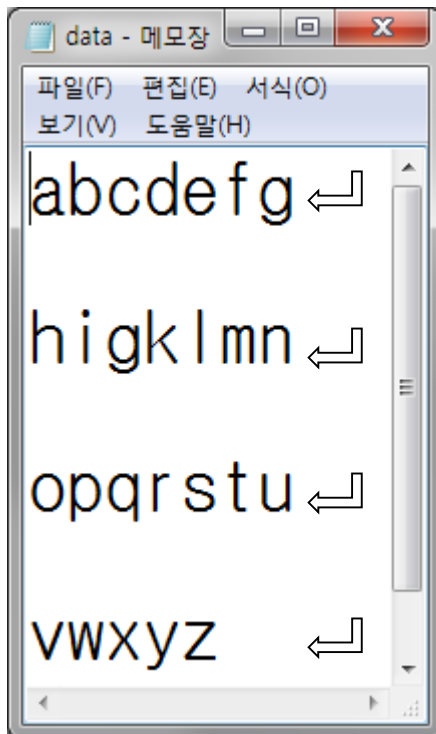 data - 메모장
파일(F) 편집(E) 서식(O)
보기(V) 도움말(H)
abcdefg
higklmn
opqrstu
vwxyz